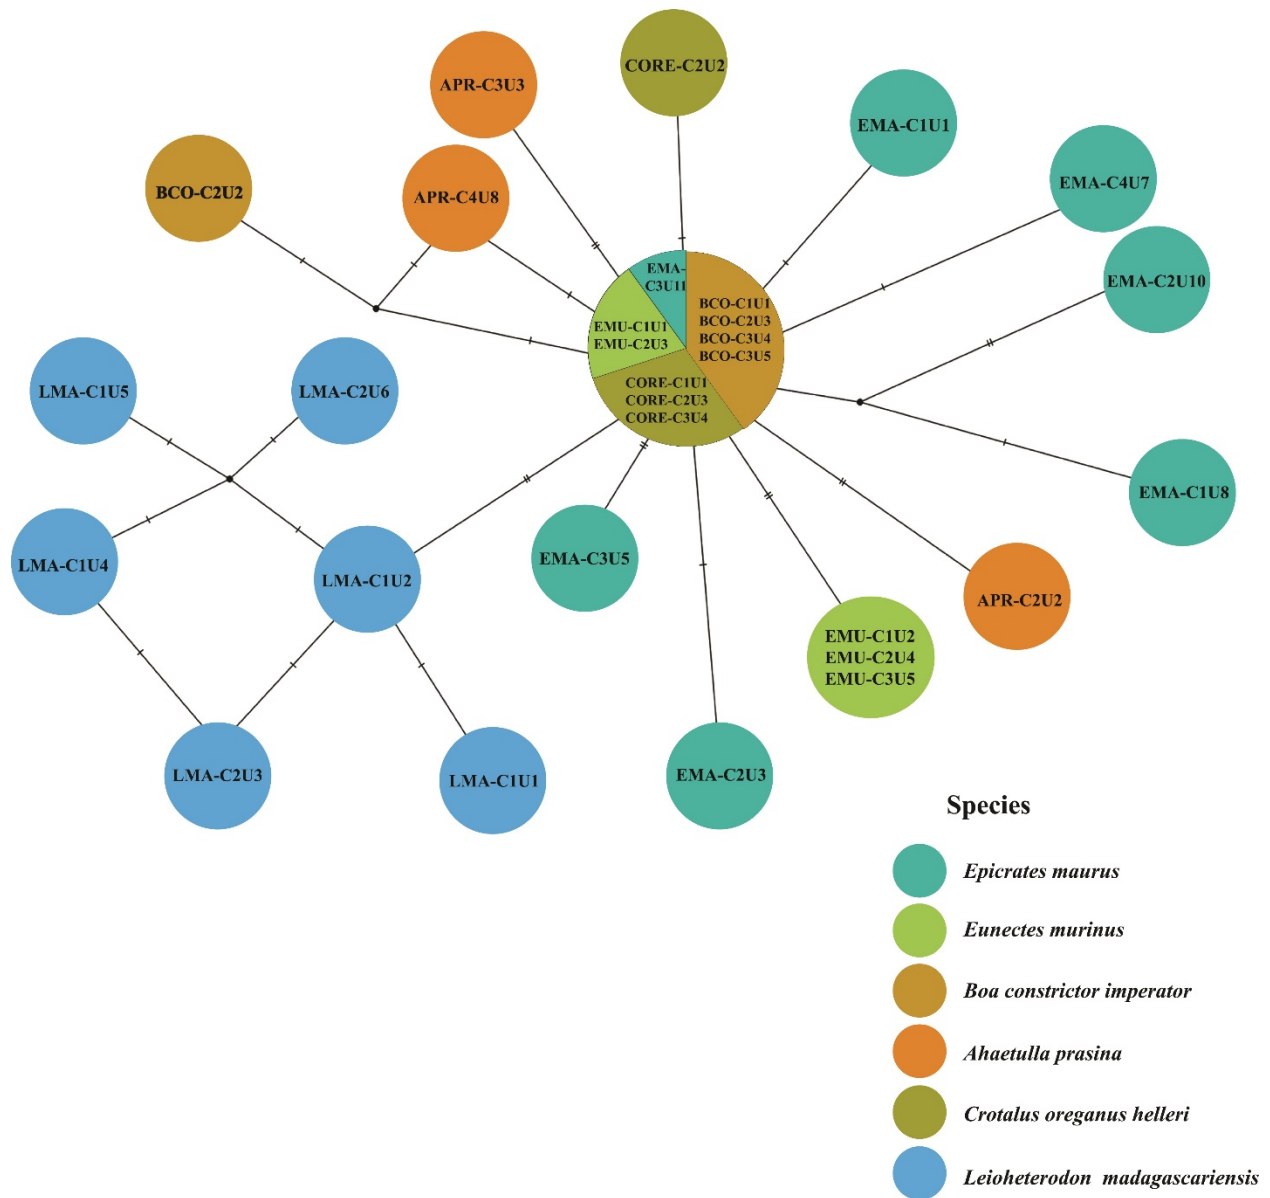 CORE-C2U2
APR-C3U3
EMA-C1U1
EMA-C4U7
BCO-C2U2
APR-C4U8
EMA-C2U10
EMA-
C3U11
BCO-C1U1
BCO-C2U3
BCO-C3U4
BCO-C3U5
EMU-C1U1
EMU-C2U3
CORE-C1U1
CORE-C2U3
CORE-C3U4
LMA-C1U5
LMA-C2U6
EMA-C1U8
LMA-C1U4
LMA-C1U2
EMA-C3U5
APR-C2U2
EMU-C1U2
EMU-C2U4
EMU-C3U5
LMA-C2U3
LMA-C1U1
EMA-C2U3
Species
Epicrates maurus
Eunectes murinus
Boa constrictor imperator
Ahaetulla prasina
Crotalus oreganus helleri
Leioheterodon madagascariensis